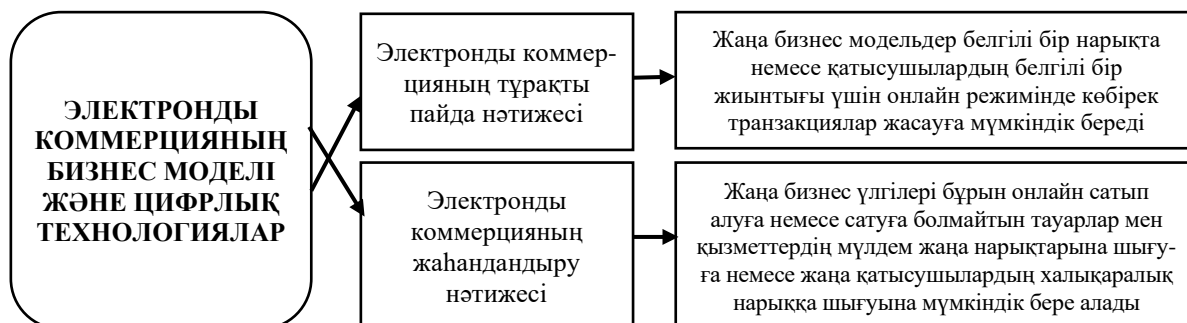 ЭЛЕКТРОНДЫ
КОММЕРЦИЯНЫҢ
БИЗНЕС МОДЕЛІ
ЖӘНЕ ЦИФРЛЫҚ
ТЕХНОЛОГИЯЛАР
Электронды коммер-
цияның тұрақты
пайда нәтижесі
Жаңа бизнес модельдер белгілі бір нарықта
немесе қатысушылардың белгілі бір
жиынтығы үшін онлайн режимінде көбірек
транзакциялар жасауға мүмкіндік береді
Электронды
коммерцияның
жаһандандыру
нәтижесі
Жаңа бизнес үлгілері бұрын онлайн сатып
алуға немесе сатуға болмайтын тауарлар мен
қызметтердің мүлдем жаңа нарықтарына шығу-
ға немесе жаңа қатысушылардың халықаралық
нарыққа шығуына мүмкіндік бере алады